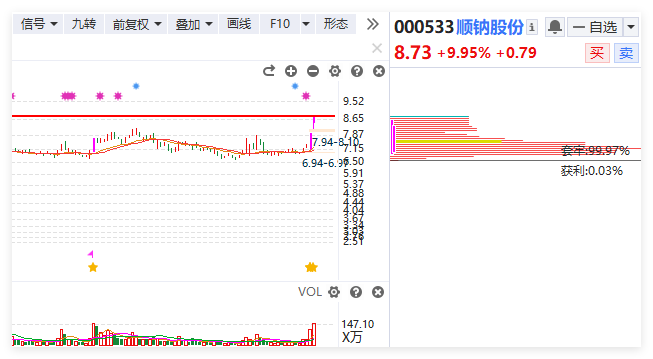 信号 九转 前复权 叠加 画线 F10 形态
000533 顺钠股份 自选
8.73 +9.95% +0.79 买 卖
9.52
8.65
7.87
7.94-8.10
7.15
6.94-6.97
6.50
5.91
5.37
4.88
4.44
4.04
3.67
3.34
3.03
2.76
2.51
套牢:99.97%
获利:0.03%
VOL
147.10
X万